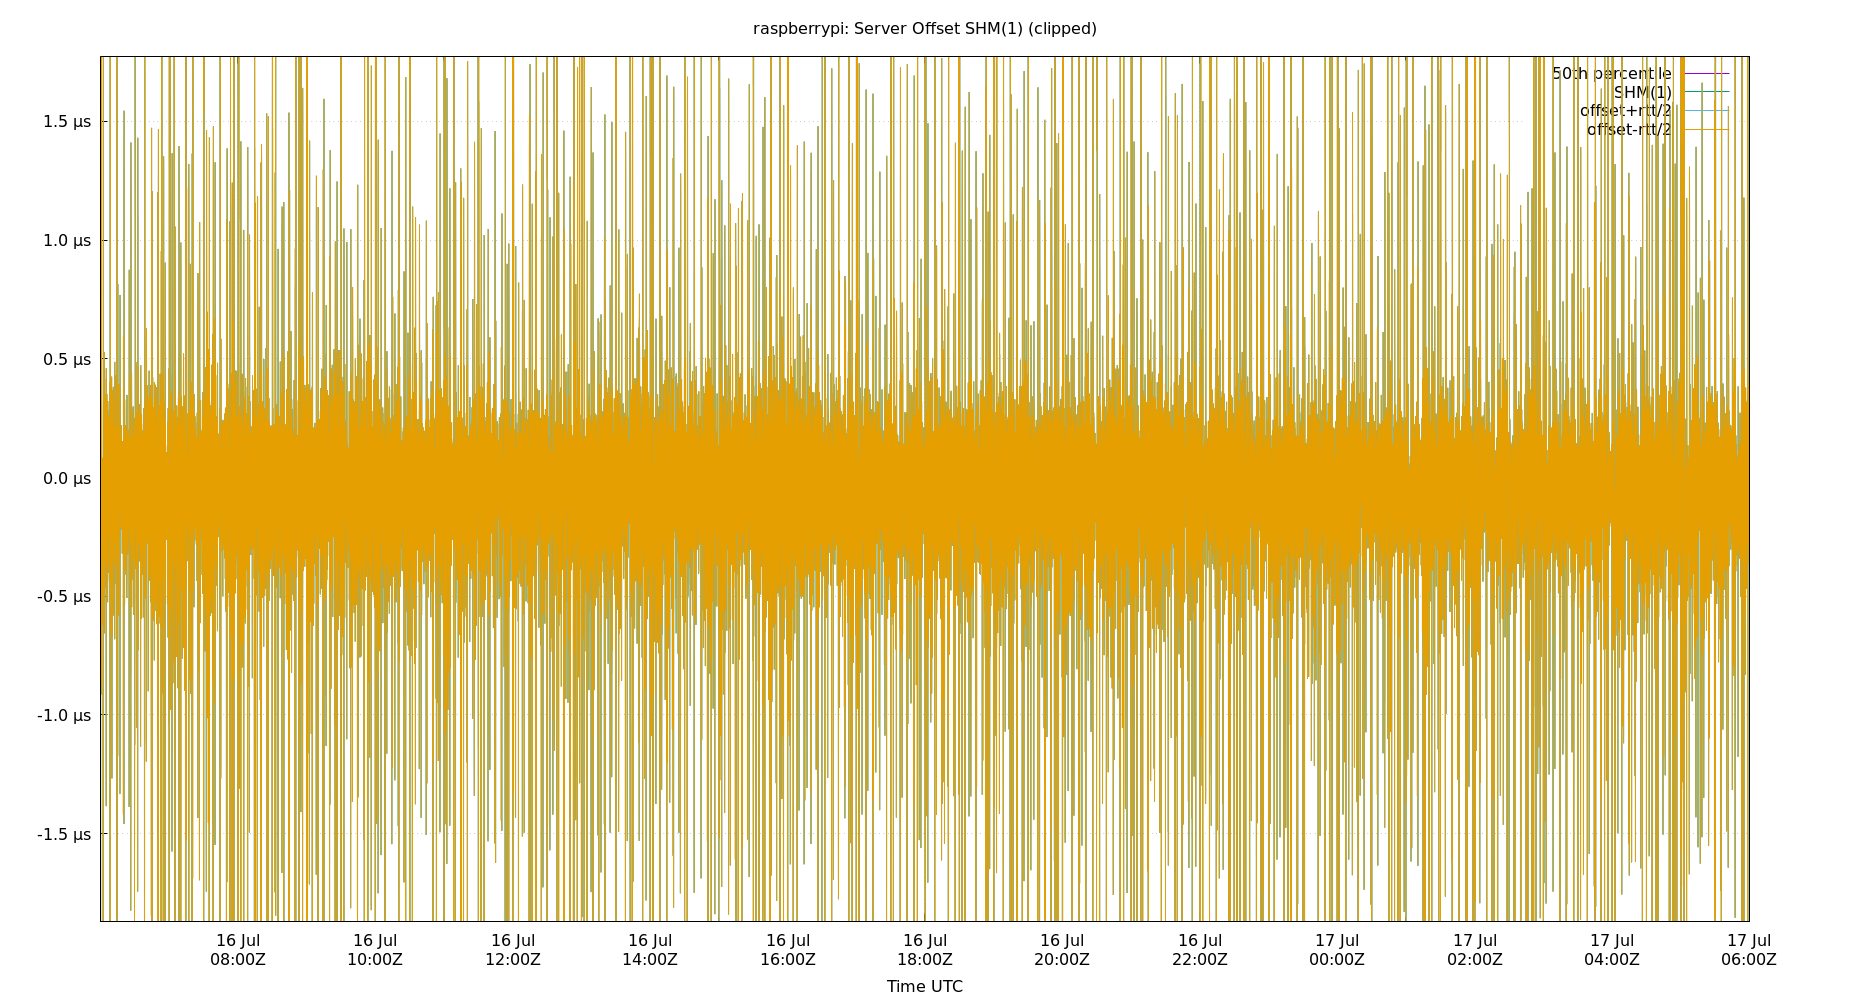 raspberrypi: Server Offset SHM(1) (clipped)
50th percentile
SHM(1)
offset+rtt/2
offset-rtt/2
1.5 µs
1.0 µs
0.5 µs
0.0 µs
-0.5 µs
-1.0 µs
-1.5 µs
16 Jul 16 Jul 16 Jul 16 Jul 16 Jul 16 Jul 16 Jul 16 Jul 17 Jul 17 Jul 17 Jul 17 Jul
08:00Z 10:00Z 12:00Z 14:00Z 16:00Z 18:00Z 20:00Z 22:00Z 00:00Z 02:00Z 04:00Z 06:00Z
Time UTC